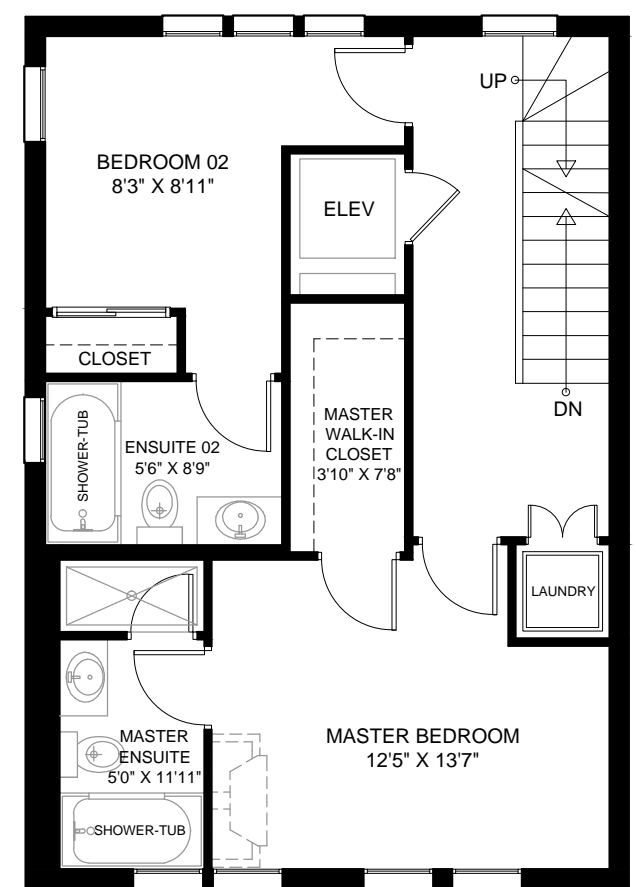 UP
BEDROOM 02
8'3" X 8'11"
ELEV
CLOSET
DN
SHOWER-TUB
ENSUITE 02
5'6" X 8'9"
MASTER
WALK-IN
CLOSET
3'10" X 7'8"
LAUNDRY
MASTER BEDROOM
12'5" X 13'7"
MASTER
ENSUITE
5'0" X 11'11"
SHOWER-TUB